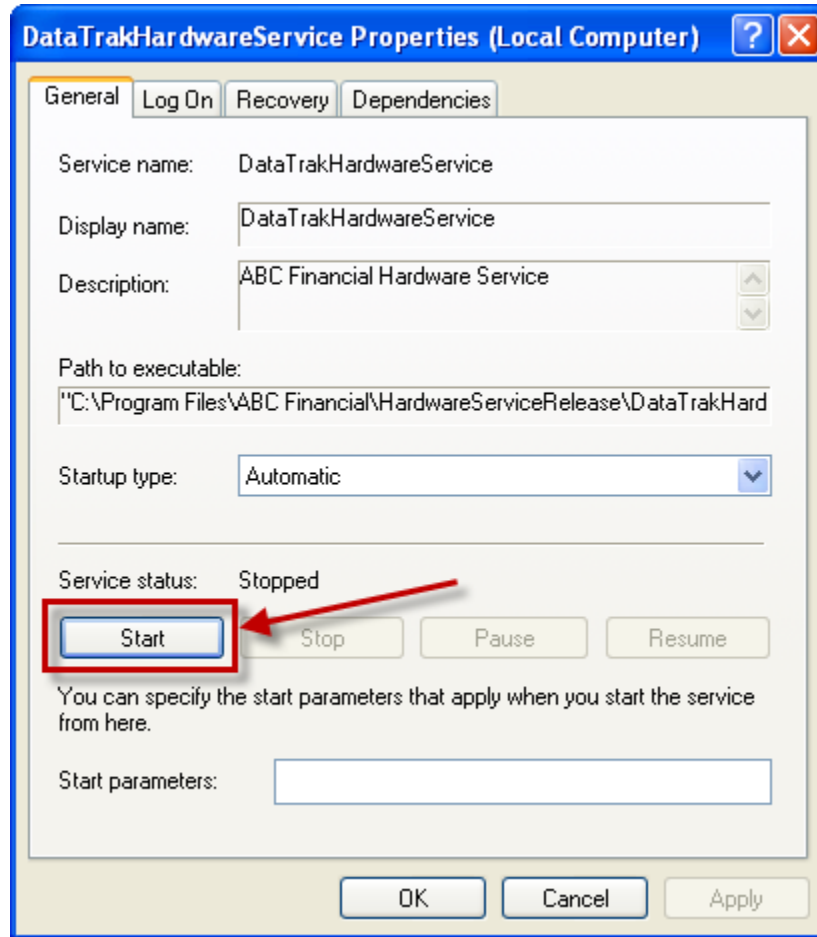 DataTrakHardwareService Properties (Local Computer)
General Log On Recovery Dependencies
Service name: DataTrakHardwareService
Display name: DataTrakHardwareService
Description: ABC Financial Hardware Service
Path to executable:
"C:\Program Files\ABC Financial\HardwareServiceRelease\DataTrakHard
Startup type: Automatic
Service status: Stopped
Start Stop Pause Resume
You can specify the start parameters that apply when you start the service
from here.
Start parameters:
OK Cancel Apply